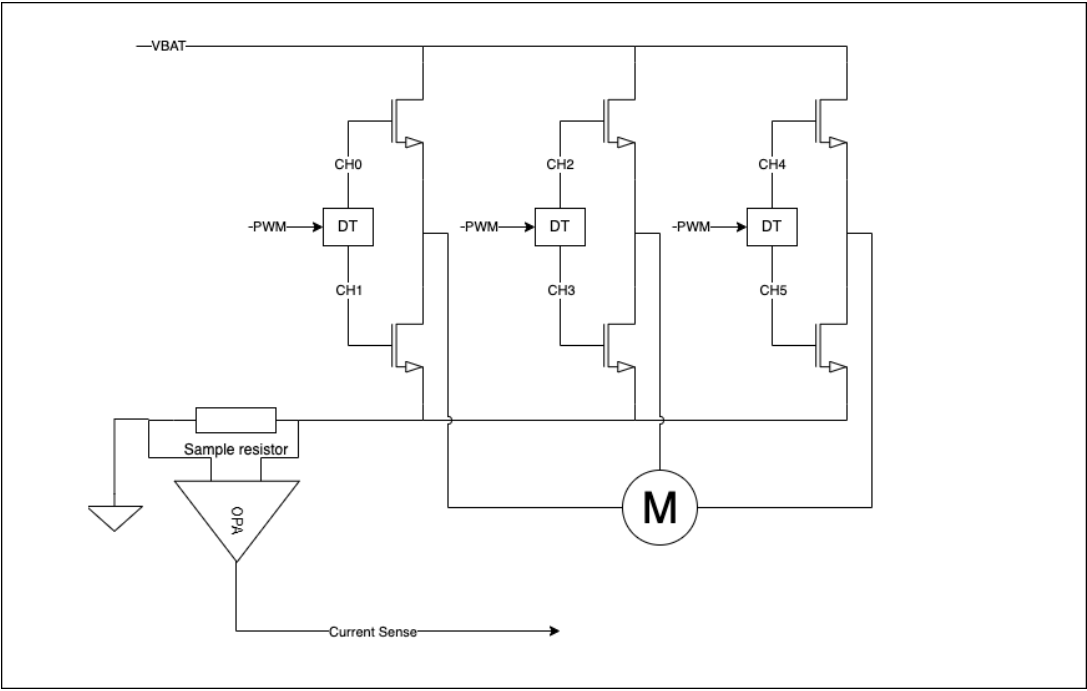 VBAT
CH0
CH2
CH4
-PWM
DT
-PWM
DT
-PWM
DT
CH1
CH3
CH5
Sample resistor
OPA
M
Current Sense